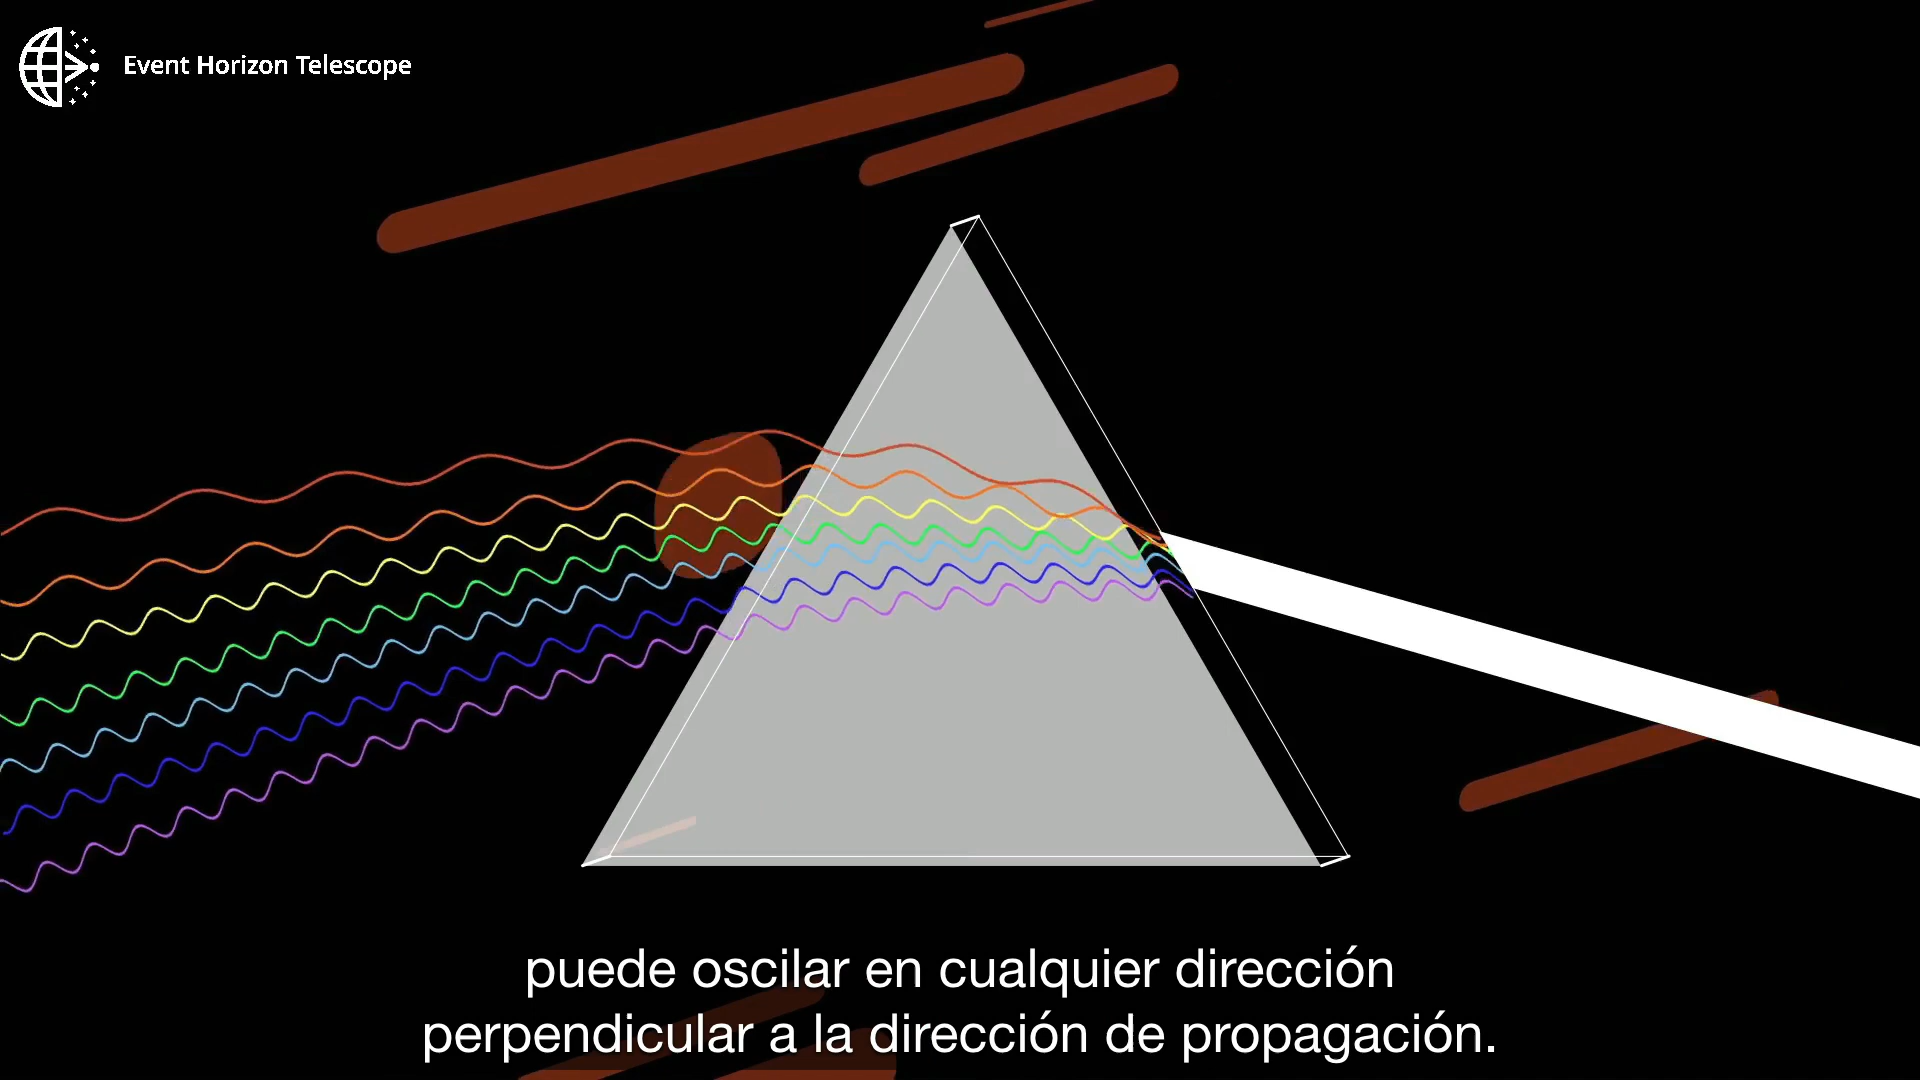 Event Horizon Telescope
puede oscilar en cualquier dirección
perpendicular a la dirección de propagación.